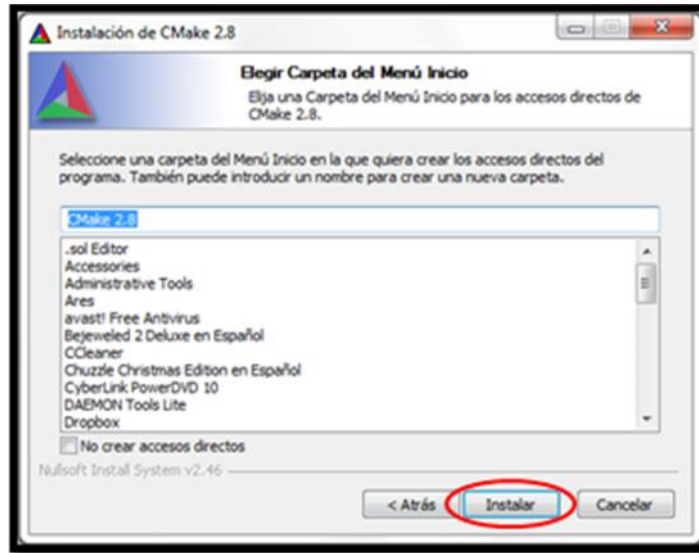 Instalación de CMake 2.8
Elegir Carpeta del Menú Inicio
Elija una Carpeta del Menú Inicio para los accesos directos de
CMake 2.8.
Seleccione una carpeta del Menú Inicio en la que quiera crear los accesos directos del
programa. También puede introducir un nombre para crear una nueva carpeta.
CMake 2.8
.sol Editor
Accessories
Administrative Tools
Ares
avast! Free Antivirus
Bejeweled 2 Deluxe en Español
CCleaner
Chuzzle Christmas Edition en Español
CyberLink PowerDVD 10
DAEMON Tools Lite
Dropbox
No crear accesos directos
Nullsoft Install System v2.46
< Atrás
Instalar
Cancelar